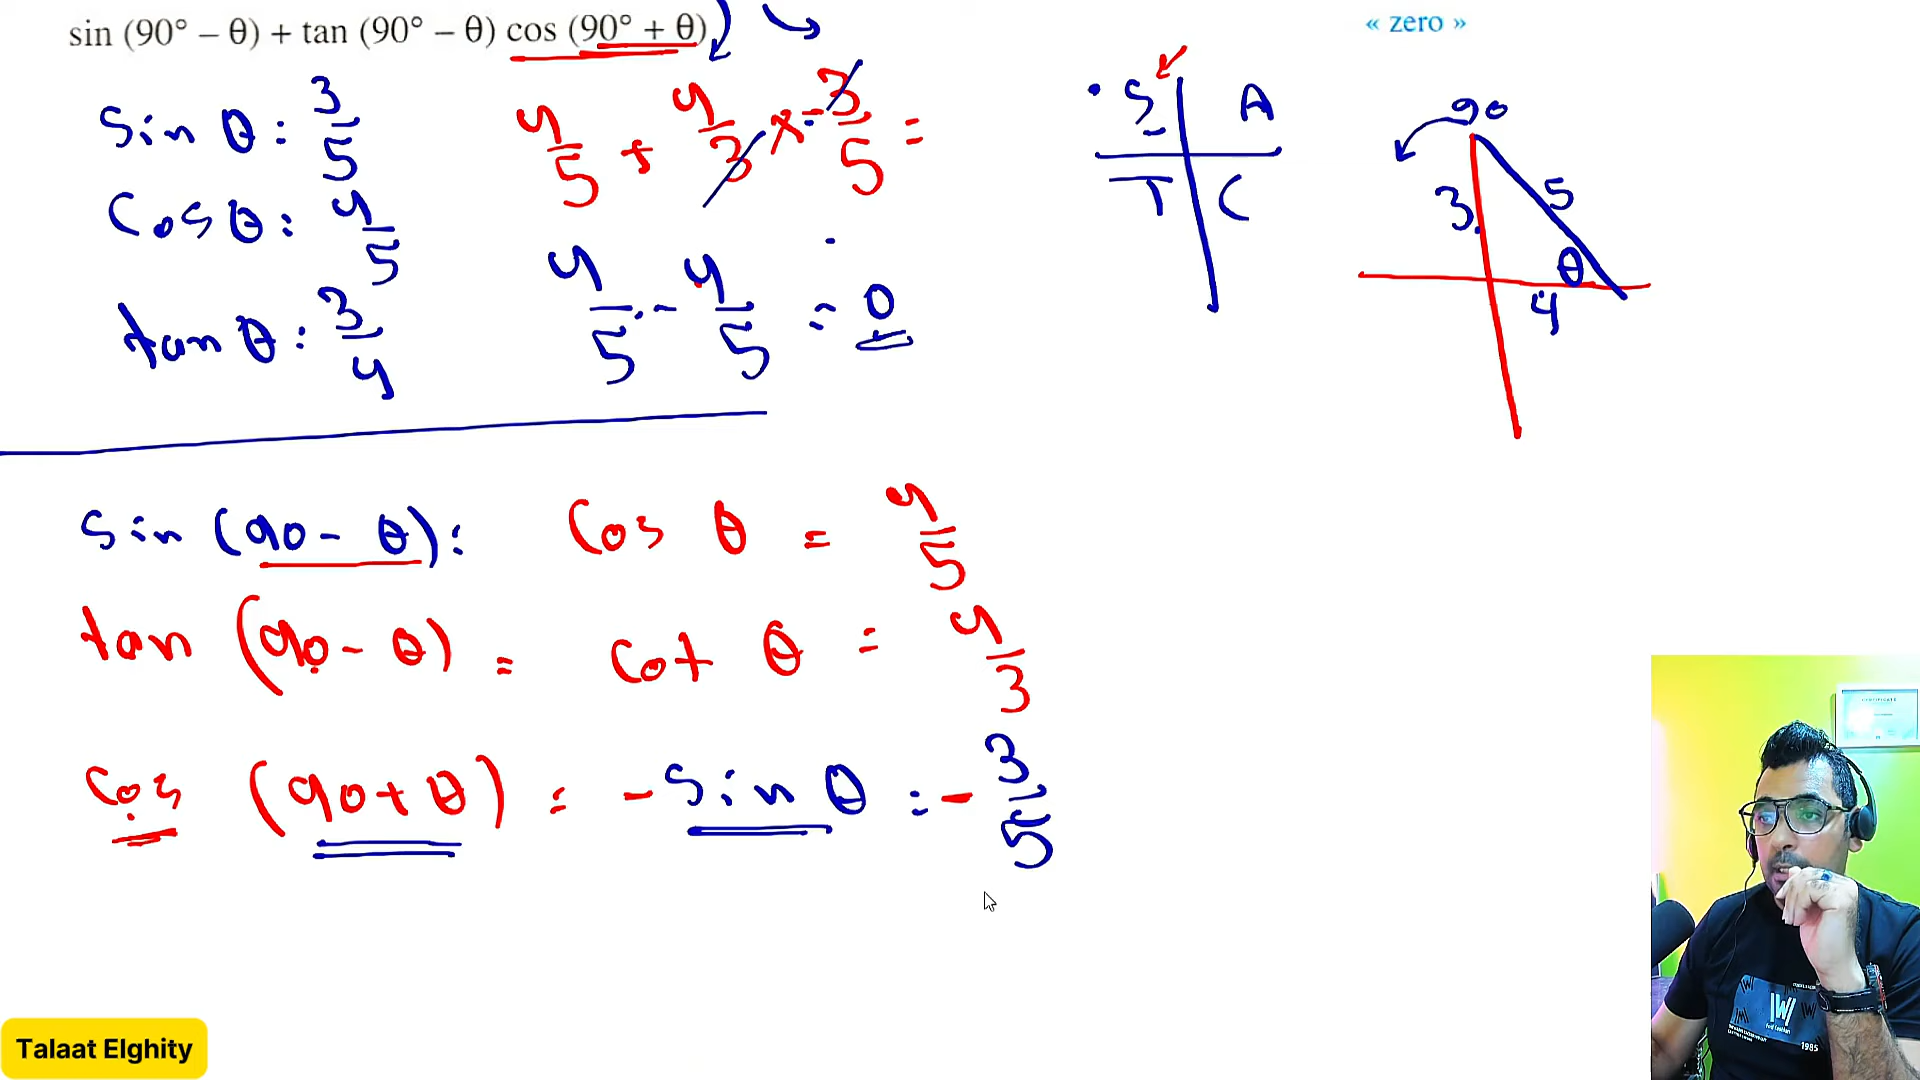 sin (90° – θ) + tan (90° – θ) cos (90° + θ)
« zero »
sin θ : 3/5
4/5 + 4/3 × - 3/5 =
cos θ : 4/5
4/5 - 4/5 = 0
tan θ : 3/4
S A
T C
90
3 5
θ
4
sin (90 - θ) : cos θ = 4/5
tan (90 - θ) = cot θ = 4/3
cos (90 + θ) = - sin θ = - 3/5
CERTIFICATE
W
1985
Talaat Elghity